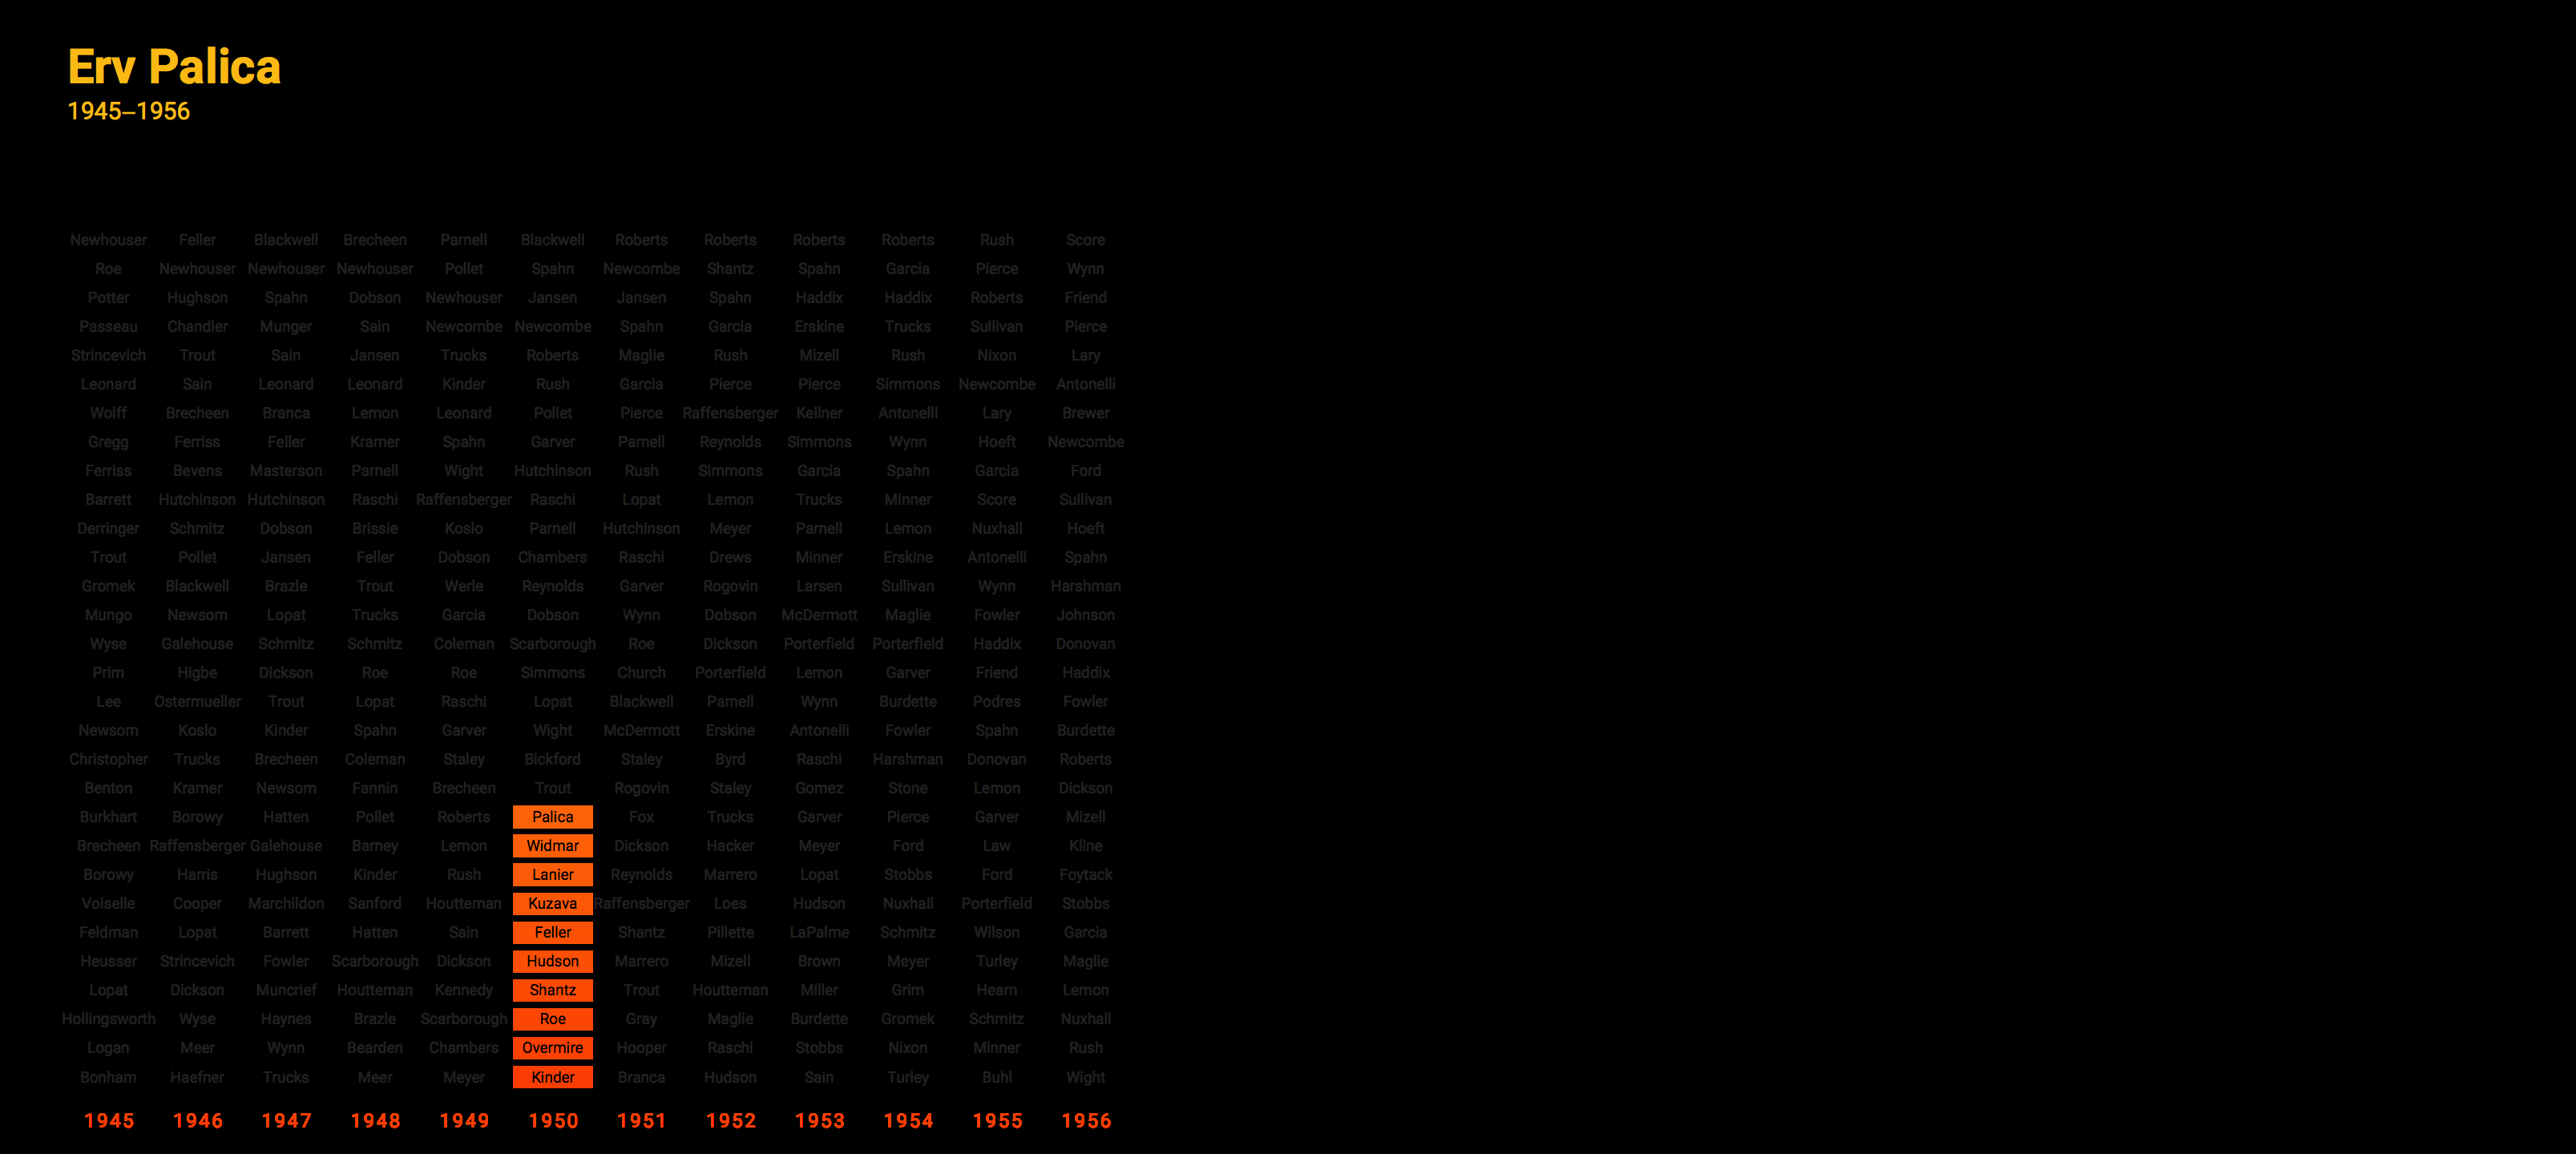 Erv Palica
1945–1956
Newhouser Feller Blackwell Brecheen Parnell Blackwell Roberts Roberts Roberts Roberts Rush Score
Roe Newhouser Newhouser Newhouser Pollet Spahn Newcombe Shantz Spahn Garcia Pierce Wynn
Potter Hughson Spahn Dobson Newhouser Jansen Jansen Spahn Haddix Haddix Roberts Friend
Passeau Chandler Munger Sain Newcombe Newcombe Spahn Garcia Erskine Trucks Sullivan Pierce
Strincevich Trout Sain Jansen Trucks Roberts Maglie Rush Mizell Rush Nixon Lary
Leonard Sain Leonard Leonard Kinder Rush Garcia Pierce Pierce Simmons Newcombe Antonelli
Wolff Brecheen Branca Lemon Leonard Pollet Pierce Raffensberger Kellner Antonelli Lary Brewer
Gregg Ferriss Feller Kramer Spahn Garver Parnell Reynolds Simmons Wynn Hoeft Newcombe
Ferriss Bevens Masterson Parnell Wight Hutchinson Rush Simmons Garcia Spahn Garcia Ford
Barrett Hutchinson Hutchinson Raschi Raffensberger Raschi Lopat Lemon Trucks Minner Score Sullivan
Derringer Schmitz Dobson Brissie Koslo Parnell Hutchinson Meyer Parnell Lemon Nuxhall Hoeft
Trout Pollet Jansen Feller Dobson Chambers Raschi Drews Minner Erskine Antonelli Spahn
Gromek Blackwell Brazle Trout Werle Reynolds Garver Rogovin Larsen Sullivan Wynn Harshman
Mungo Newsom Lopat Trucks Garcia Dobson Wynn Dobson McDermott Maglie Fowler Johnson
Wyse Galehouse Schmitz Schmitz Coleman Scarborough Roe Dickson Porterfield Porterfield Haddix Donovan
Prim Higbe Dickson Roe Roe Simmons Church Porterfield Lemon Garver Friend Haddix
Lee Ostermueller Trout Lopat Raschi Lopat Blackwell Parnell Wynn Burdette Podres Fowler
Newsom Koslo Kinder Spahn Garver Wight McDermott Erskine Antonelli Fowler Spahn Burdette
Christopher Trucks Brecheen Coleman Staley Bickford Staley Byrd Raschi Harshman Donovan Roberts
Benton Kramer Newsom Fannin Brecheen Trout Rogovin Staley Gomez Stone Lemon Dickson
Burkhart Borowy Hatten Pollet Roberts Palica Fox Trucks Garver Pierce Garver Mizell
Brecheen Raffensberger Galehouse Barney Lemon Widmar Dickson Hacker Meyer Ford Law Kline
Borowy Harris Hughson Kinder Rush Lanier Reynolds Marrero Lopat Stobbs Ford Foytack
Voiselle Cooper Marchildon Sanford Houtteman Kuzava Raffensberger Loes Hudson Nuxhall Porterfield Stobbs
Feldman Lopat Barrett Hatten Sain Feller Shantz Pillette LaPalme Schmitz Wilson Garcia
Heusser Strincevich Fowler Scarborough Dickson Hudson Marrero Mizell Brown Meyer Turley Maglie
Lopat Dickson Muncrief Houtteman Kennedy Shantz Trout Houtteman Miller Grim Hearn Lemon
Hollingsworth Wyse Haynes Brazle Scarborough Roe Gray Maglie Burdette Gromek Schmitz Nuxhall
Logan Meer Wynn Bearden Chambers Overmire Hooper Raschi Stobbs Nixon Minner Rush
Bonham Haefner Trucks Meer Meyer Kinder Branca Hudson Sain Turley Buhl Wight
1945 1946 1947 1948 1949 1950 1951 1952 1953 1954 1955 1956